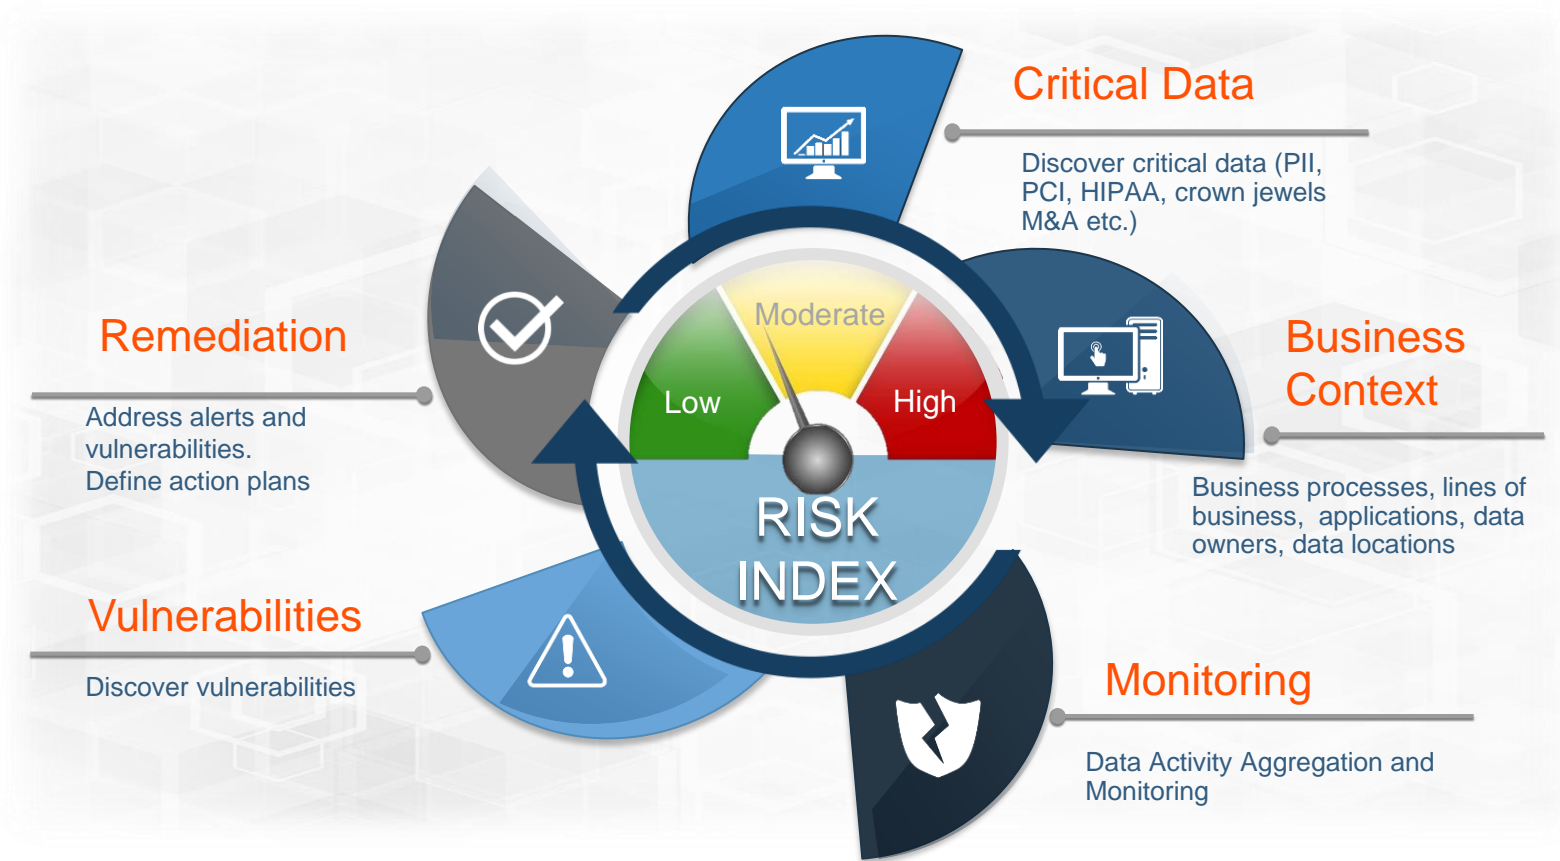 Critical Data
Discover critical data (PII,
PCI, HIPAA, crown jewels
M&A etc.)
Business
Context
Business processes, lines of
business,  applications, data
owners, data locations
Monitoring
Data Activity Aggregation and
Monitoring
Vulnerabilities
Discover vulnerabilities
Remediation
Address alerts and
vulnerabilities.
Define action plans
Low
Moderate
High
RISK
INDEX